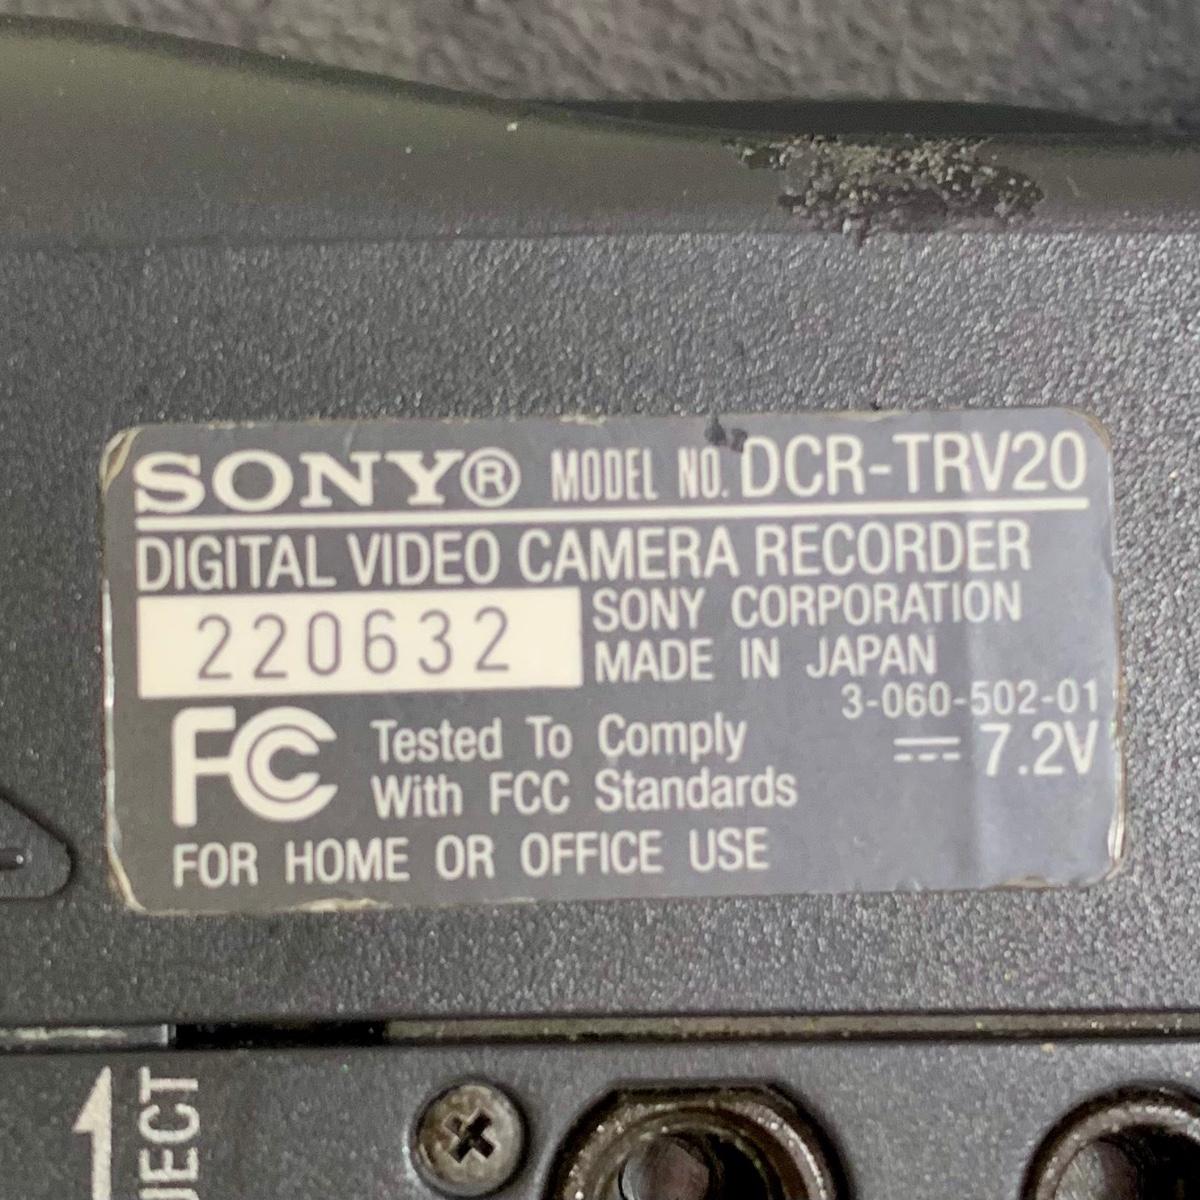 SONY® MODEL NO. DCR-TRV20
DIGITAL VIDEO CAMERA RECORDER
220632
SONY CORPORATION
MADE IN JAPAN
3-060-502-01
7.2V
FC Tested To Comply
With FCC Standards
FOR HOME OR OFFICE USE